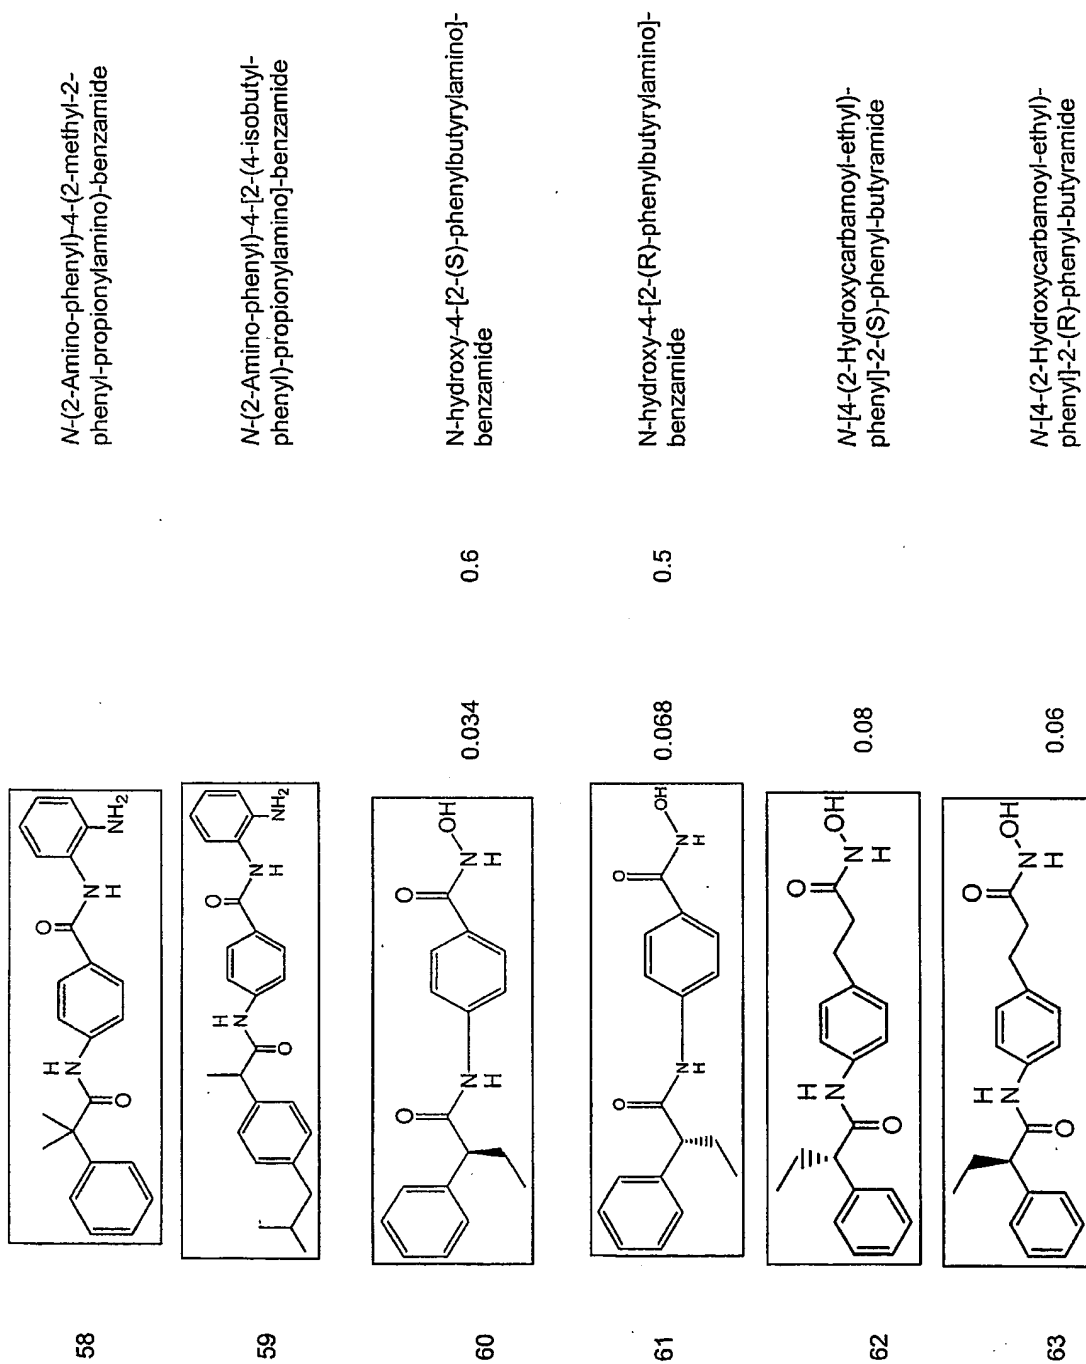 58
H
N
O
O
N
H
NH2
N-(2-Amino-phenyl)-4-(2-methyl-2-
phenyl-propionylamino)-benzamide
59
H
N
O
O
N
H
NH2
N-(2-Amino-phenyl)-4-[2-(4-isobutyl-
phenyl)-propionylamino]-benzamide
60
O
N
H
O
N
H
OH
0.034
0.6
N-hydroxy-4-[2-(S)-phenylbutyrylamino]-
benzamide
61
O
N
H
O
N
H
OH
0.068
0.5
N-hydroxy-4-[2-(R)-phenylbutyrylamino]-
benzamide
62
H
N
O
O
N
H
OH
0.08
N-[4-(2-Hydroxycarbamoyl-ethyl)-
phenyl]-2-(S)-phenyl-butyramide
63
H
N
O
O
N
H
OH
0.06
N-[4-(2-Hydroxycarbamoyl-ethyl)-
phenyl]-2-(R)-phenyl-butyramide